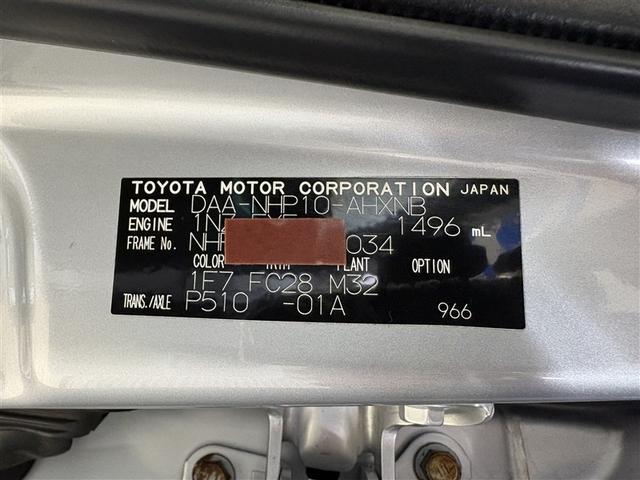 TOYOTA MOTOR CORPORATION JAPAN
MODEL DAA-NHP10-AHXNB
ENGINE 1496 mL
FRAME No. 034
COLOR TRIM PLANT OPTION
1F7 FC28 M32
TRANS./AXLE P510 -01A 966